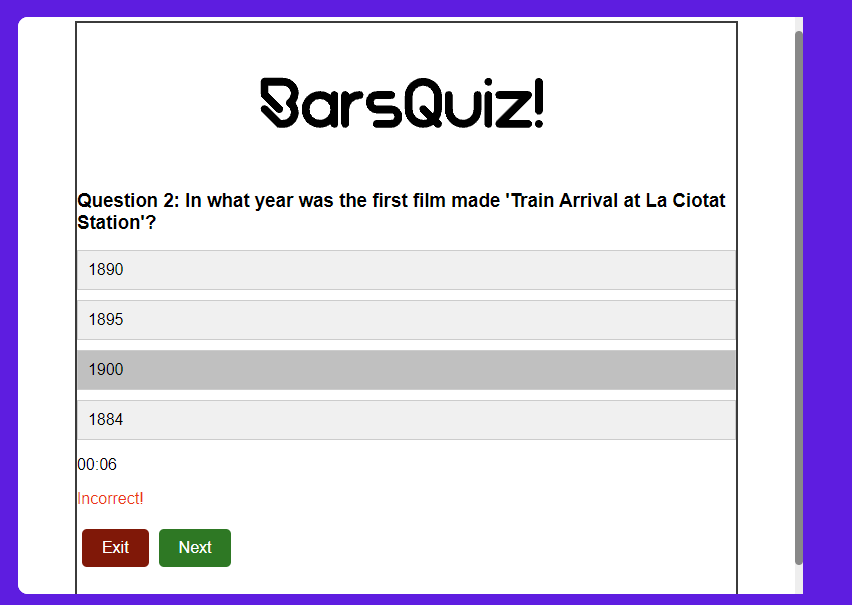 BarsQuiz!
Question 2: In what year was the first film made 'Train Arrival at La Ciotat
Station'?
1890
1895
1900
1884
00:06
Incorrect!
Exit Next